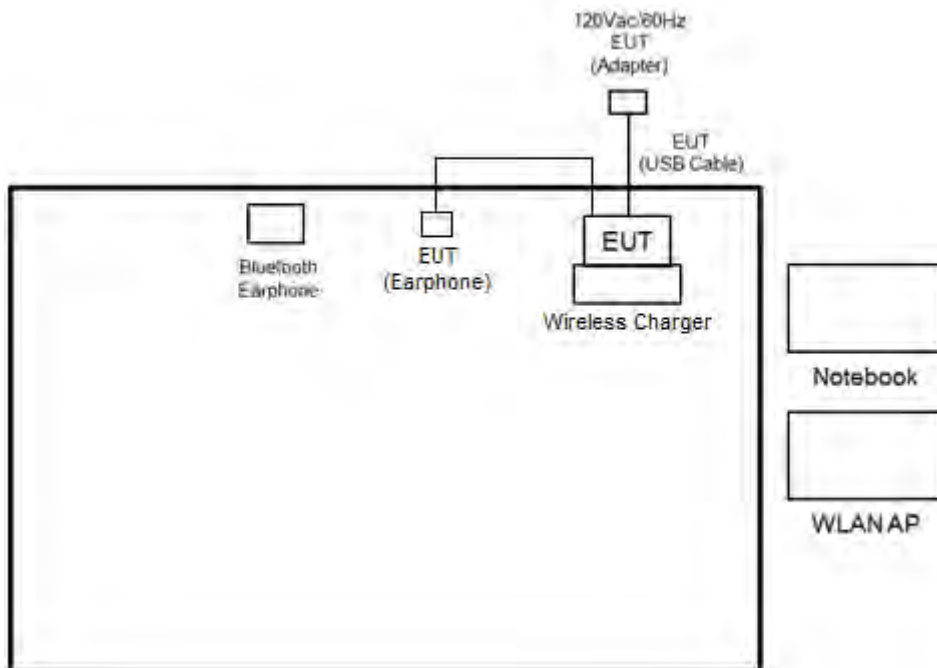 120Vac/60Hz
EUT
(Adapter)
EUT
(USB Cable)
EUT
Bluetooth
Earphone
EUT
(Earphone)
Wireless Charger
Notebook
WLAN AP